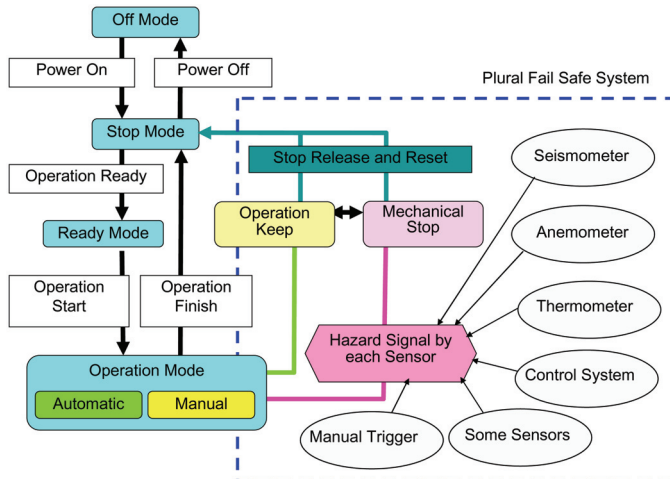 Off Mode
Power On
Power Off
Plural Fail Safe System
Stop Mode
Stop Release and Reset
Seismometer
Operation Ready
Operation
Keep
Mechanical
Stop
Ready Mode
Anemometer
Operation
Start
Operation
Finish
Thermometer
Hazard Signal by
each Sensor
Operation Mode
Control System
Automatic
Manual
Manual Trigger
Some Sensors